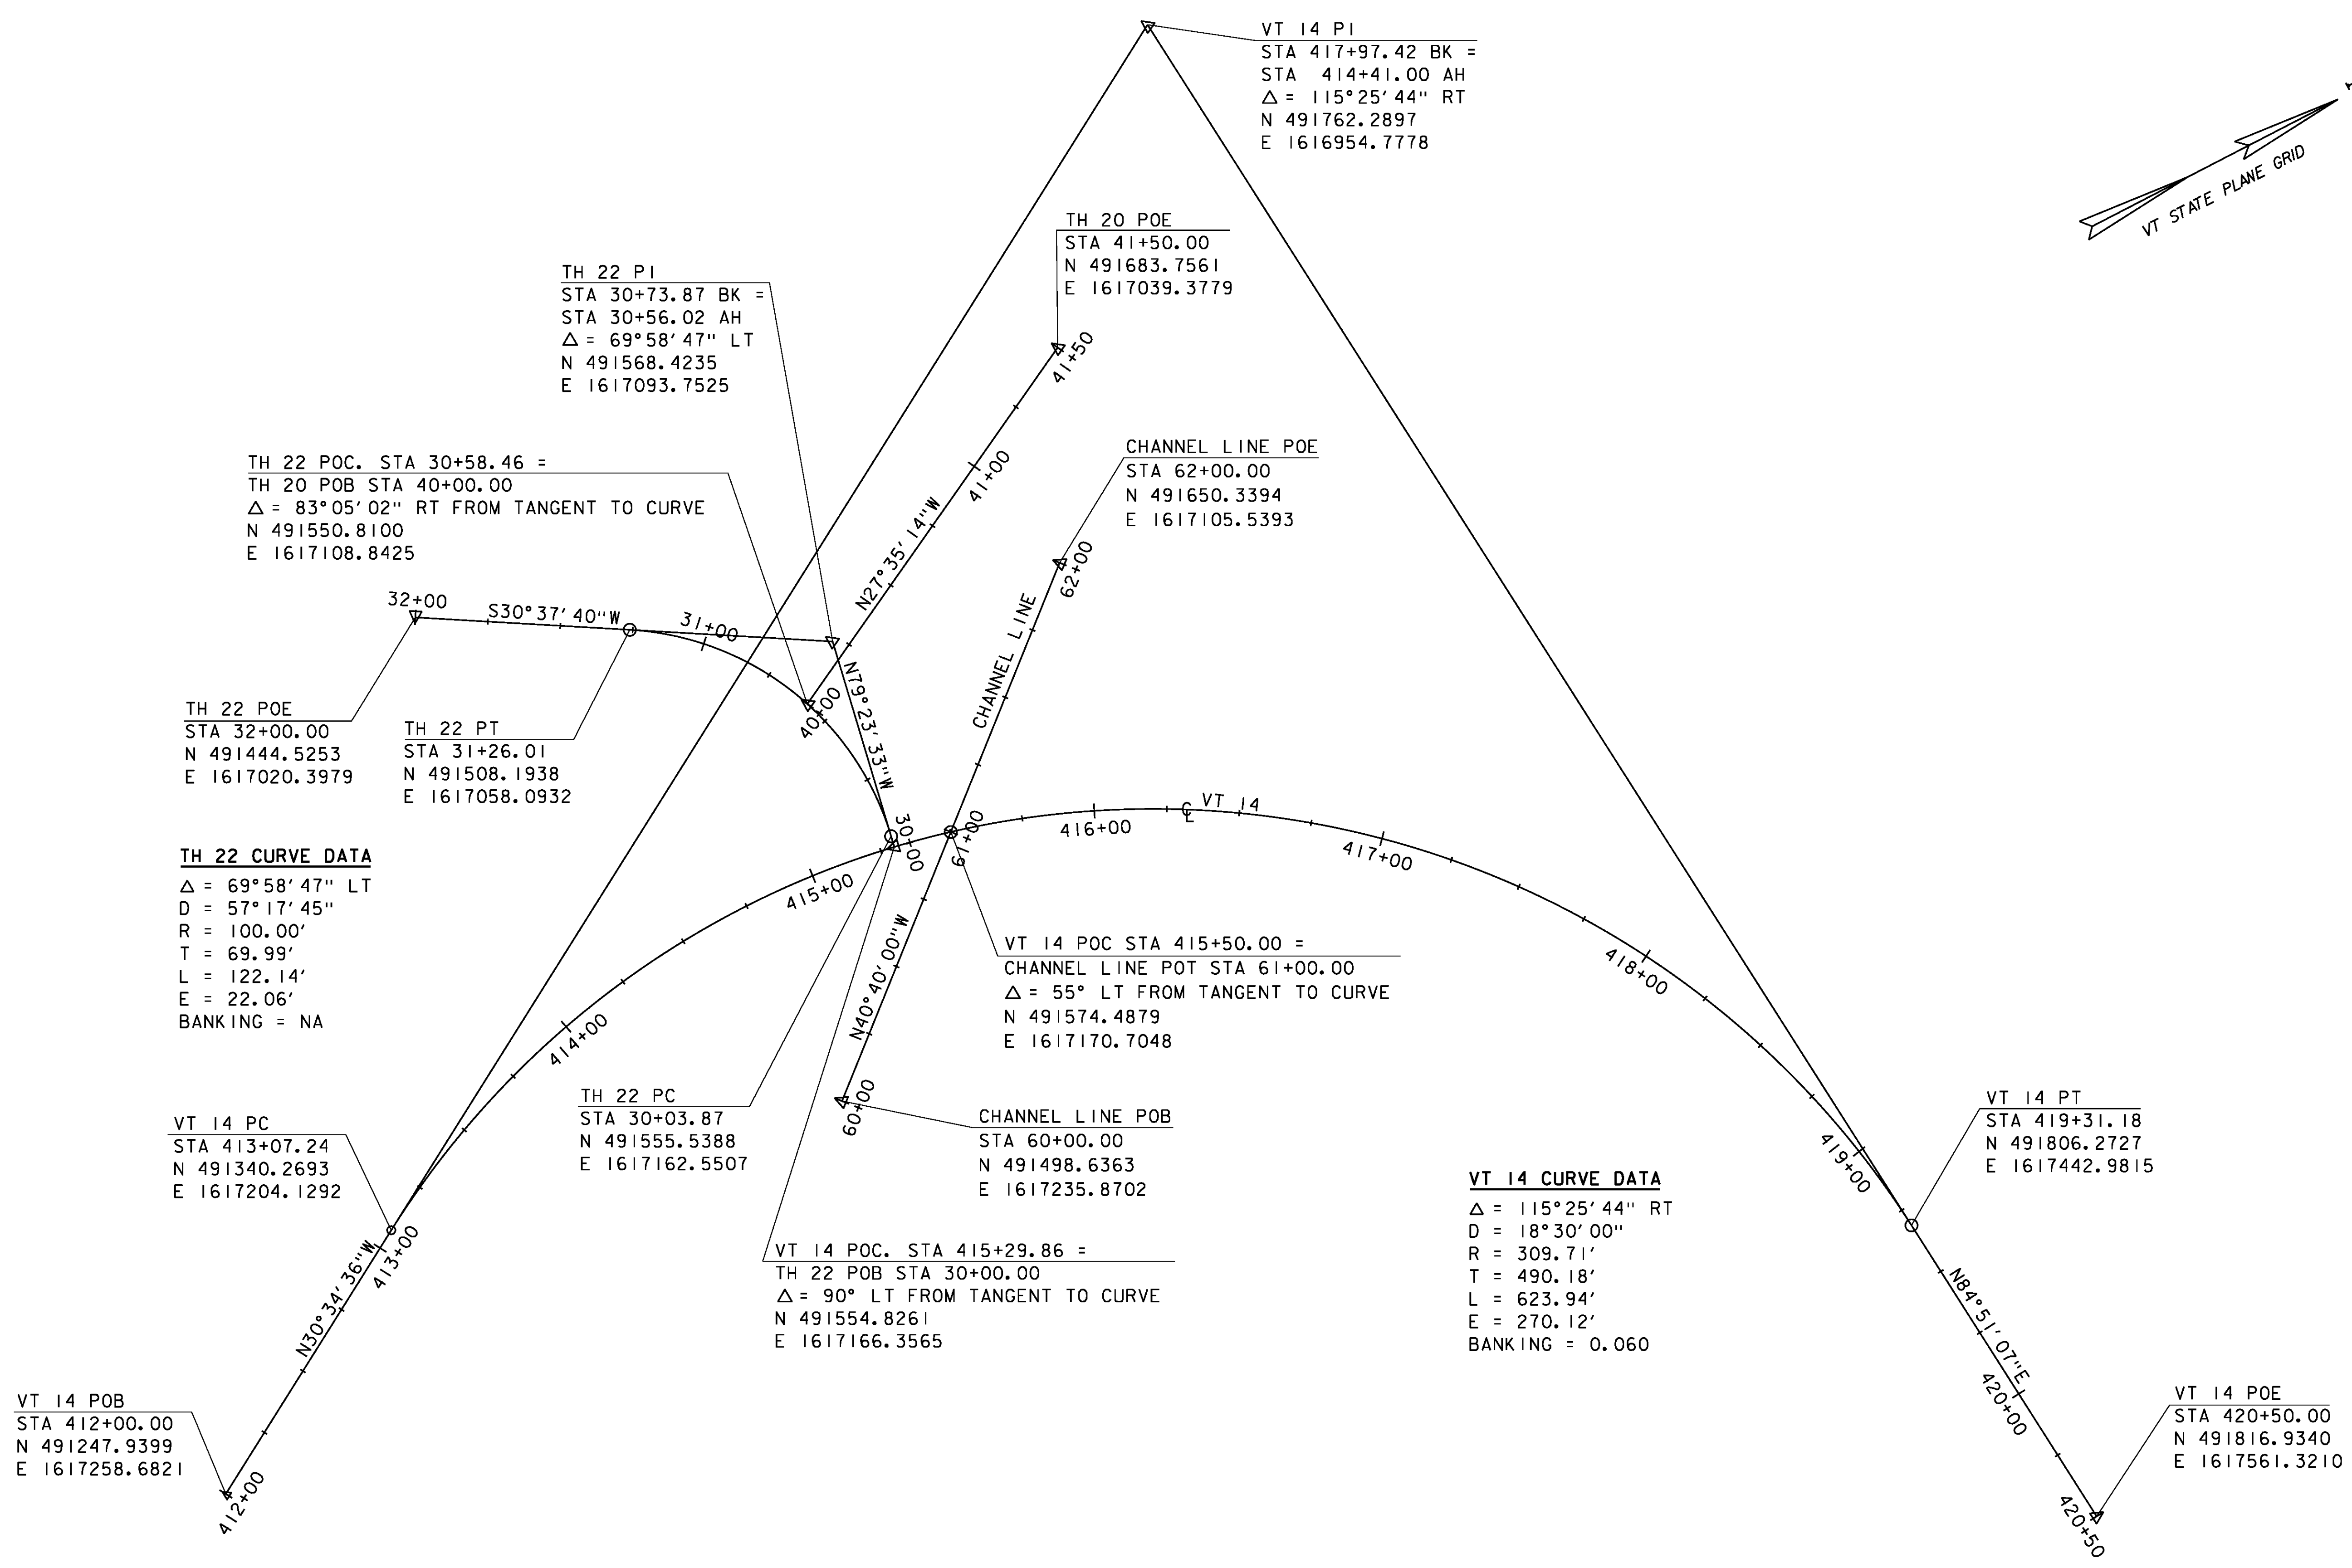 VT 14 PI
STA 417+97.42 BK =
STA 414+41.00 AH
Δ = 115°25'44" RT
N 491762.2897
E 1616954.7778
VT STATE PLANE GRID
TH 20 POE
STA 41+50.00
N 491683.7561
E 1617039.3779
41+50
TH 22 PI
STA 30+73.87 BK =
STA 30+56.02 AH
Δ = 69°58'47" LT
N 491568.4235
E 1617093.7525
41+00
N27°35'14"W
CHANNEL LINE POE
STA 62+00.00
N 491650.3394
E 1617105.5393
62+00
TH 22 POC. STA 30+58.46 =
TH 20 POB STA 40+00.00
Δ = 83°05'02" RT FROM TANGENT TO CURVE
N 491550.8100
E 1617108.8425
32+00
S30°37'40"W
31+00
40+00
N79°23'33"W
CHANNEL LINE
TH 22 POE
STA 32+00.00
N 491444.5253
E 1617020.3979
TH 22 PT
STA 31+26.01
N 491508.1938
E 1617058.0932
30+00
61+00
416+00
℄ VT 14
417+00
415+00
418+00
414+00
419+00
TH 22 CURVE DATA
Δ = 69°58'47" LT
D = 57°17'45"
R = 100.00'
T = 69.99'
L = 122.14'
E = 22.06'
BANKING = NA
N40°40'00"W
VT 14 POC STA 415+50.00 =
CHANNEL LINE POT STA 61+00.00
Δ = 55° LT FROM TANGENT TO CURVE
N 491574.4879
E 1617170.7048
60+00
TH 22 PC
STA 30+03.87
N 491555.5388
E 1617162.5507
CHANNEL LINE POB
STA 60+00.00
N 491498.6363
E 1617235.8702
VT 14 PC
STA 413+07.24
N 491340.2693
E 1617204.1292
413+00
N30°34'36"W
VT 14 PT
STA 419+31.18
N 491806.2727
E 1617442.9815
VT 14 CURVE DATA
Δ = 115°25'44" RT
D = 18°30'00"
R = 309.71'
T = 490.18'
L = 623.94'
E = 270.12'
BANKING = 0.060
VT 14 POC. STA 415+29.86 =
TH 22 POB STA 30+00.00
Δ = 90° LT FROM TANGENT TO CURVE
N 491554.8261
E 1617166.3565
N84°51'07"E
420+00
VT 14 POB
STA 412+00.00
N 491247.9399
E 1617258.6821
412+00
VT 14 POE
STA 420+50.00
N 491816.9340
E 1617561.3210
420+50